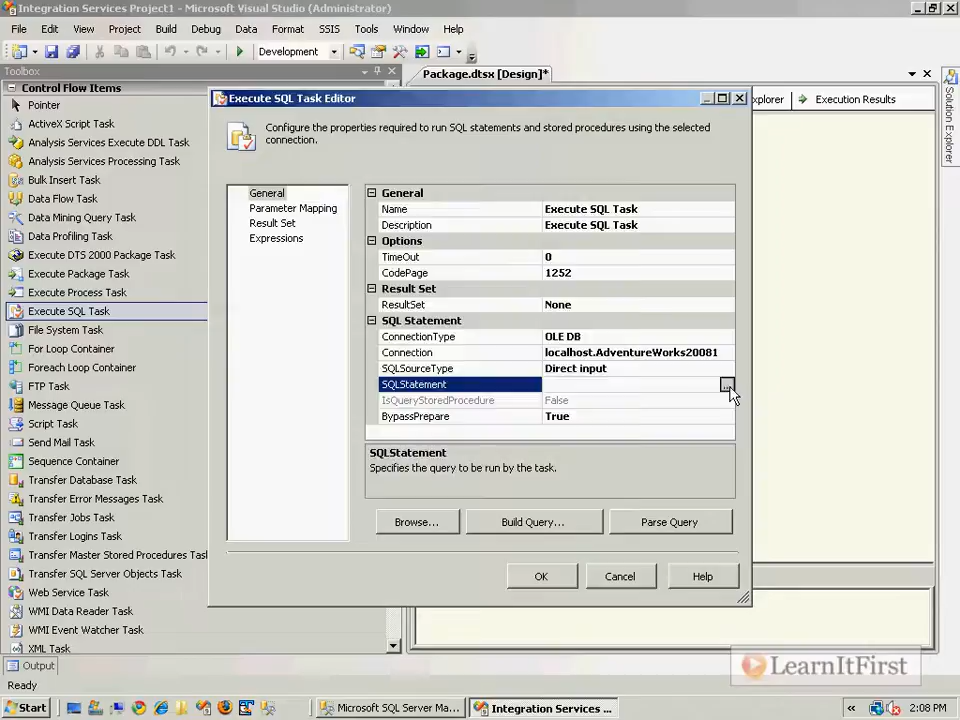 Integration Services Project1 - Microsoft Visual Studio (Administrator)
File Edit View Project Build Debug Data Format SSIS Tools Window Help
Development
Toolbox
Package.dtsx [Design]*
Control Flow Items
Pointer
ActiveX Script Task
Analysis Services Execute DDL Task
Analysis Services Processing Task
Bulk Insert Task
Data Flow Task
Data Mining Query Task
Data Profiling Task
Execute DTS 2000 Package Task
Execute Package Task
Execute Process Task
Execute SQL Task
File System Task
For Loop Container
Foreach Loop Container
FTP Task
Message Queue Task
Script Task
Send Mail Task
Sequence Container
Transfer Database Task
Transfer Error Messages Task
Transfer Jobs Task
Transfer Logins Task
Transfer Master Stored Procedures Tas
Transfer SQL Server Objects Task
Web Service Task
WMI Data Reader Task
WMI Event Watcher Task
XML Task
Execute SQL Task Editor
Configure the properties required to run SQL statements and stored procedures using the selected
connection.
General
Parameter Mapping
Result Set
Expressions
General
Name Execute SQL Task
Description Execute SQL Task
Options
TimeOut 0
CodePage 1252
Result Set
ResultSet None
SQL Statement
ConnectionType OLE DB
Connection localhost.AdventureWorks20081
SQLSourceType Direct input
SQLStatement ...
IsQueryStoredProcedure False
BypassPrepare True
SQLStatement
Specifies the query to be run by the task.
Browse... Build Query... Parse Query
OK Cancel Help
xplorer Execution Results
Solution Explorer
Output
Ready
LearnItFirst
Start Microsoft SQL Server Ma... Integration Services ... « 2:08 PM